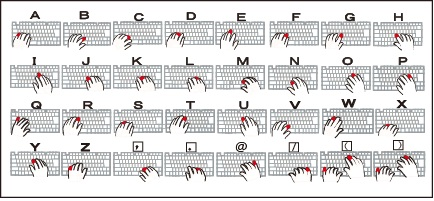 A B C D E F G H
I J K L M N O P
Q R S T U V W X
Y Z , . @ / ( )